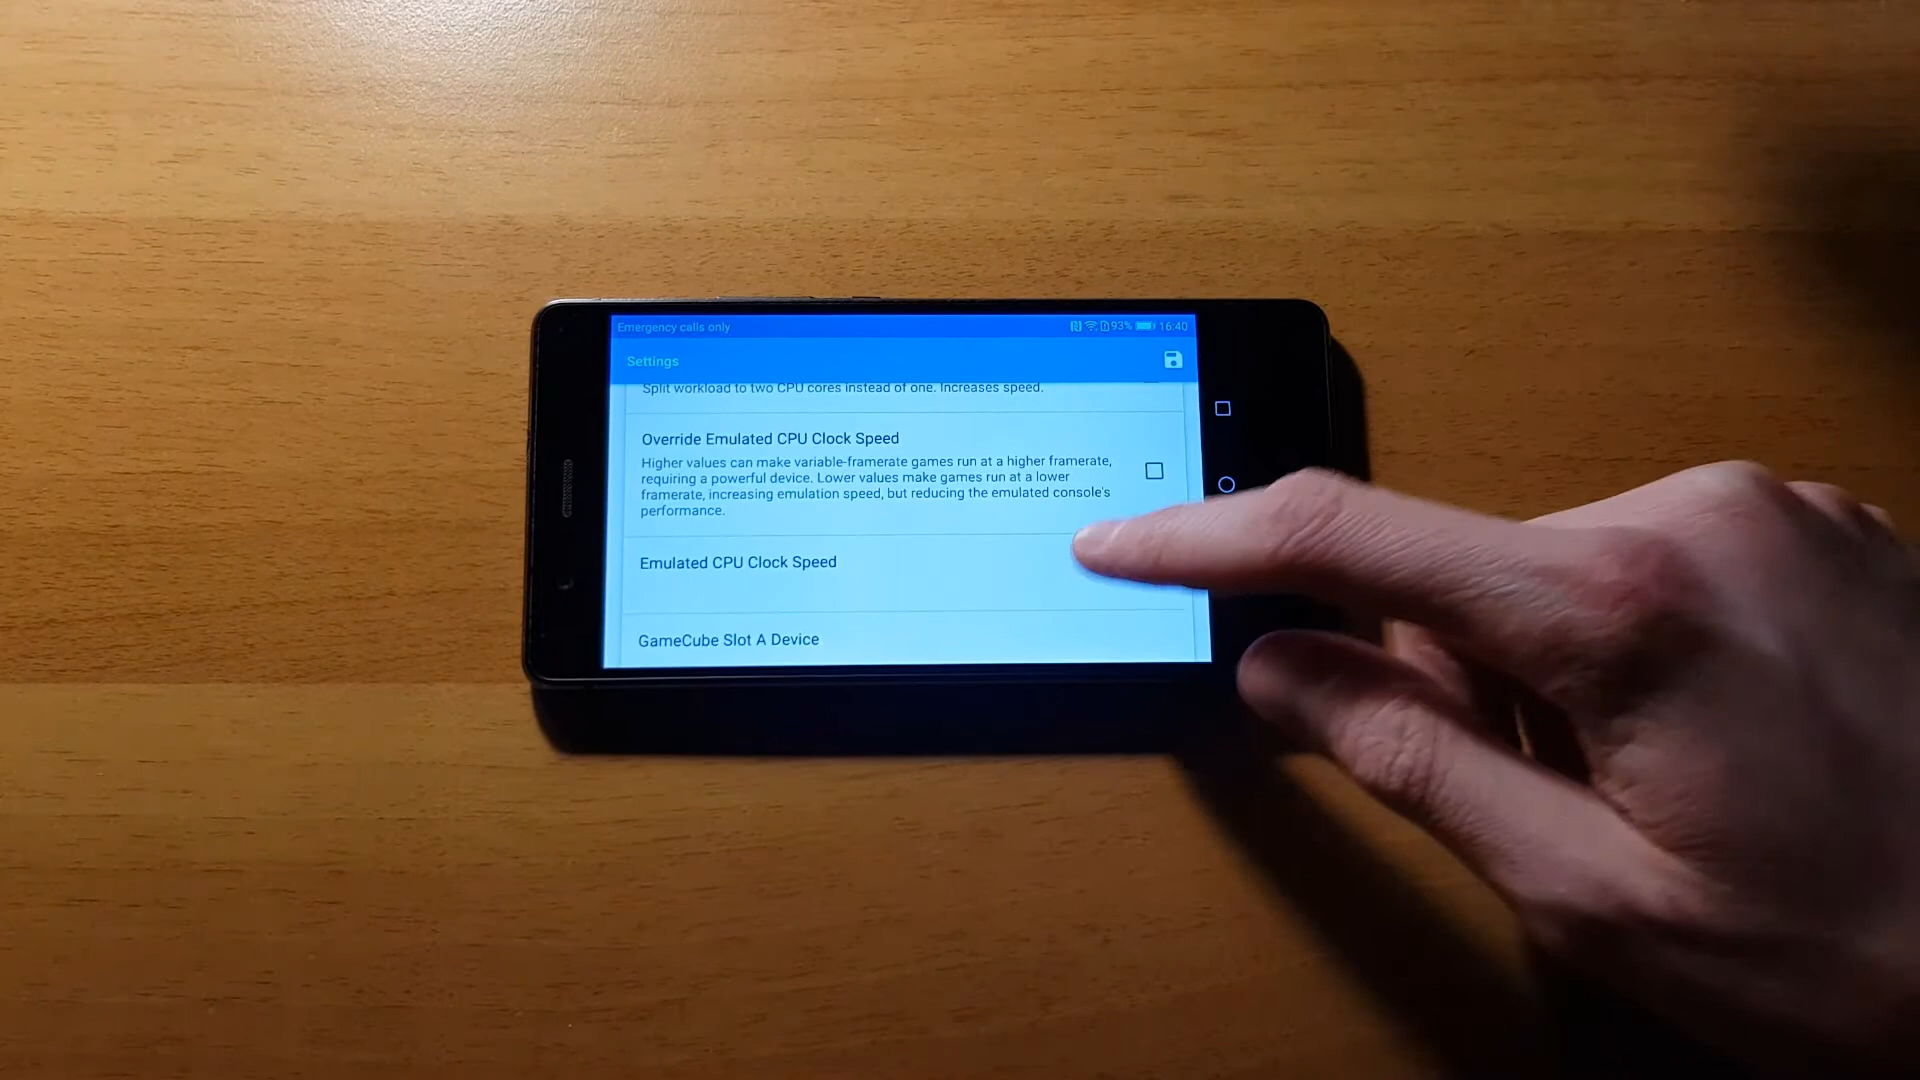 Emergency calls only
93% 16:40
Settings
Split workload to two CPU cores instead of one. Increases speed.
Override Emulated CPU Clock Speed
Higher values can make variable-framerate games run at a higher framerate,
requiring a powerful device. Lower values make games run at a lower
framerate, increasing emulation speed, but reducing the emulated console's
performance.
Emulated CPU Clock Speed
GameCube Slot A Device